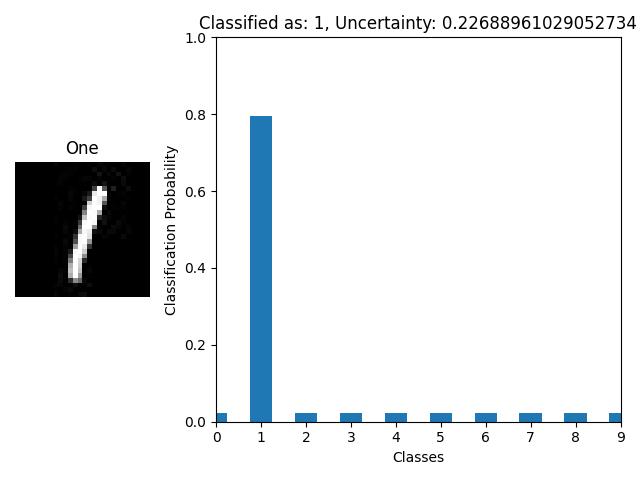 Classified as: 1, Uncertainty: 0.22688961029052734
One
Classification Probability
1.0
0.8
0.6
0.4
0.2
0.0
0 1 2 3 4 5 6 7 8 9
Classes